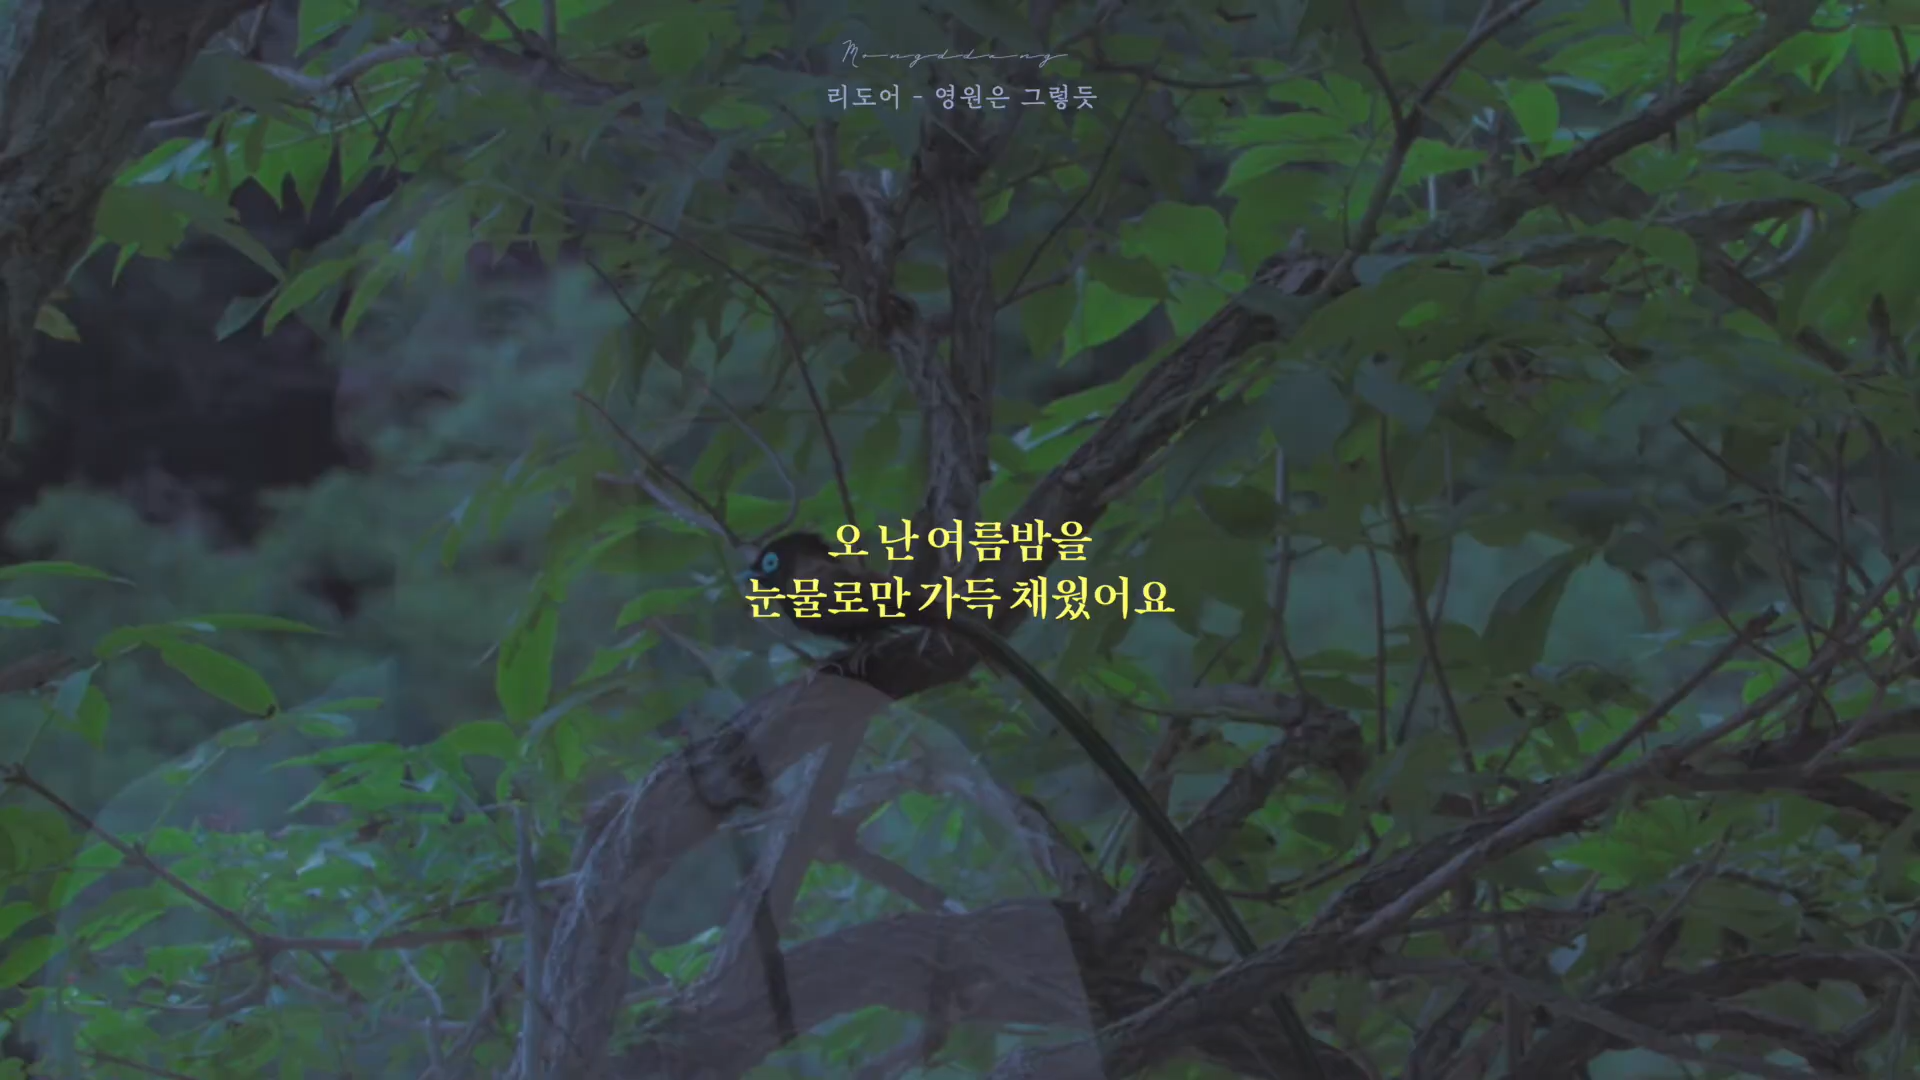 Mongddang
리도어 - 영원은 그렇듯
오 난 여름밤을
눈물로만 가득 채웠어요